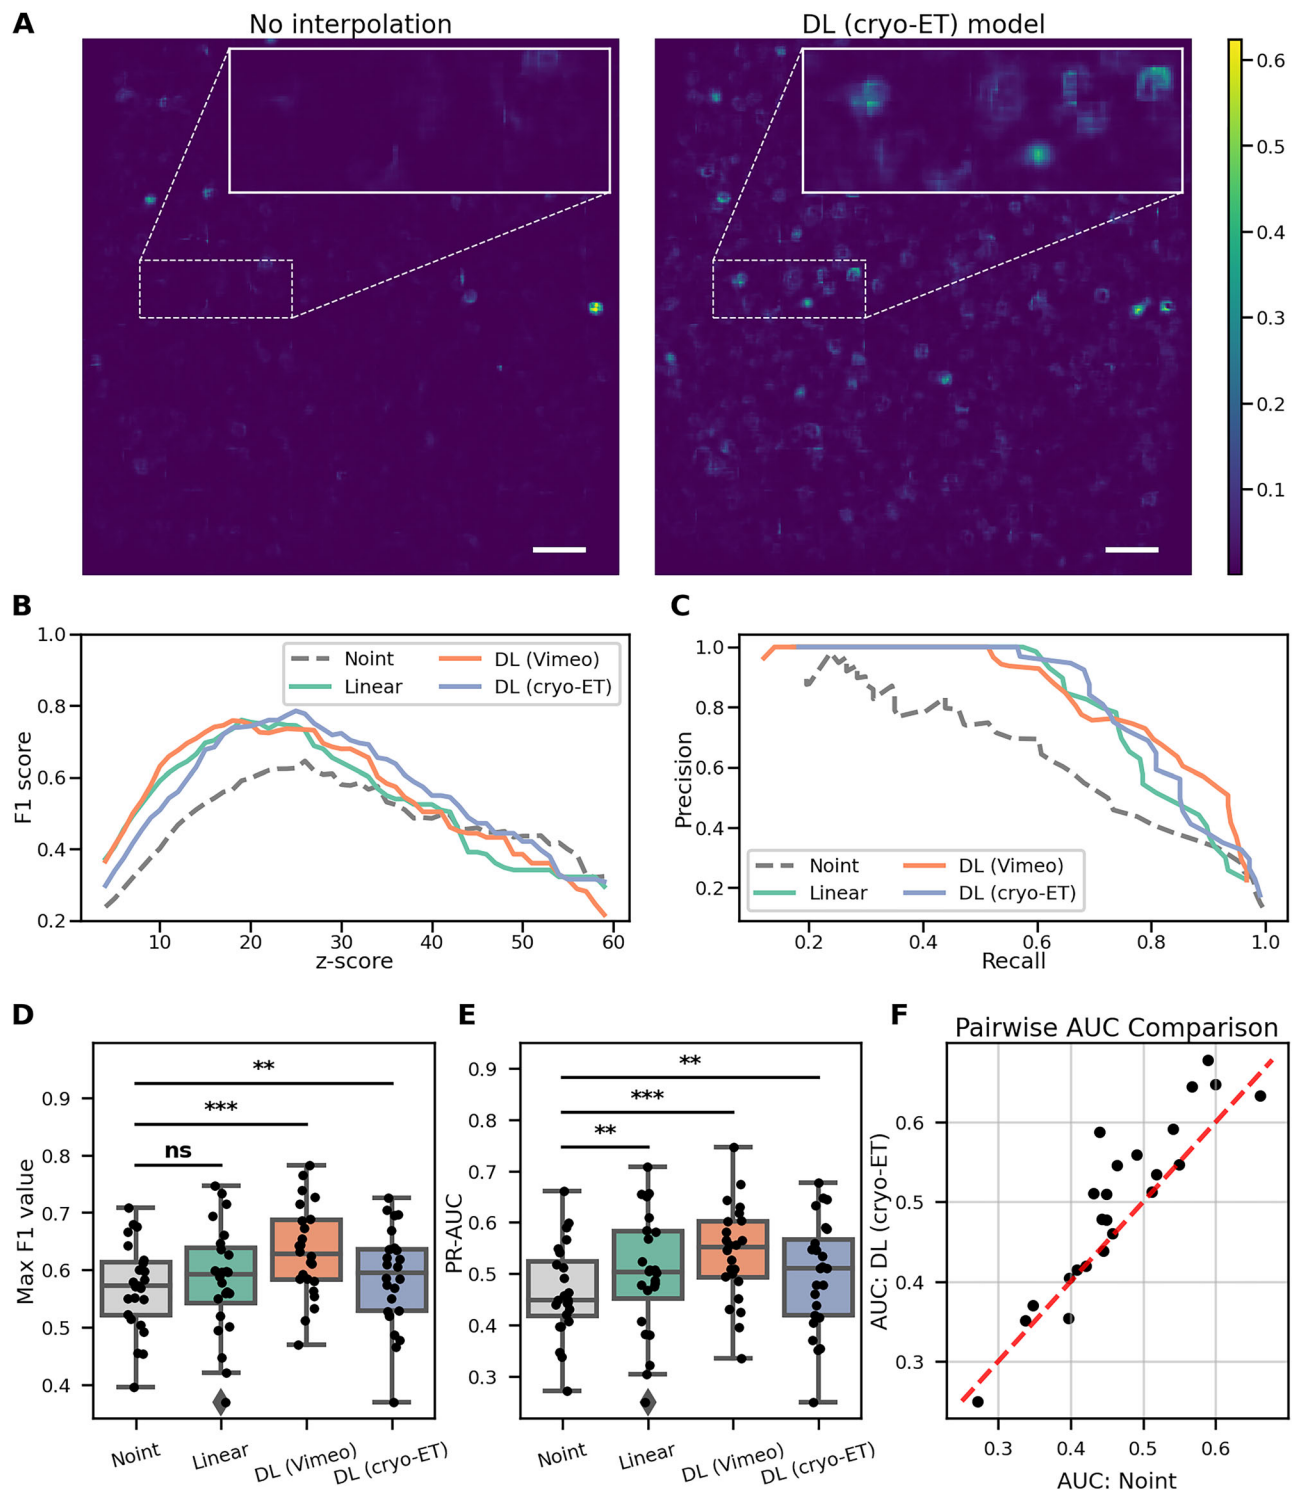 A
No interpolation
DL (cryo-ET) model
0.6
0.5
0.4
0.3
0.2
0.1
B
1.0
0.8
0.6
0.4
0.2
F1 score
Noint
Linear
DL (Vimeo)
DL (cryo-ET)
10 20 30 40 50 60
z-score
C
1.0
0.8
0.6
0.4
0.2
Precision
Noint
Linear
DL (Vimeo)
DL (cryo-ET)
0.2 0.4 0.6 0.8 1.0
Recall
D
0.9
0.8
0.7
0.6
0.5
0.4
Max F1 value
**
***
ns
Noint Linear DL (Vimeo) DL (cryo-ET)
E
0.9
0.8
0.7
0.6
0.5
0.4
0.3
PR-AUC
**
***
**
Noint Linear DL (Vimeo) DL (cryo-ET)
F
Pairwise AUC Comparison
0.6
0.5
0.4
0.3
AUC: DL (cryo-ET)
0.3 0.4 0.5 0.6
AUC: Noint